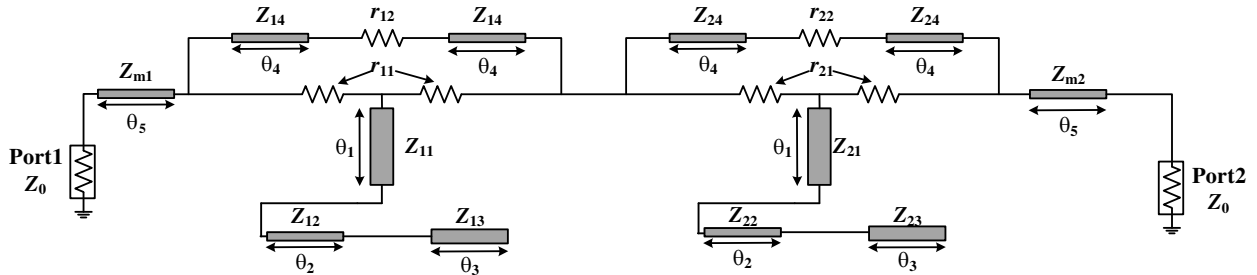 Z14 r12 Z14 Z24 r22 Z24
θ4 θ4 θ4 θ4
Zm1 r11 r21 Zm2
θ5 θ5
θ1 Z11 θ1 Z21
Port1 Port2
Z0 Z0
Z12 Z13 Z22 Z23
θ2 θ3 θ2 θ3